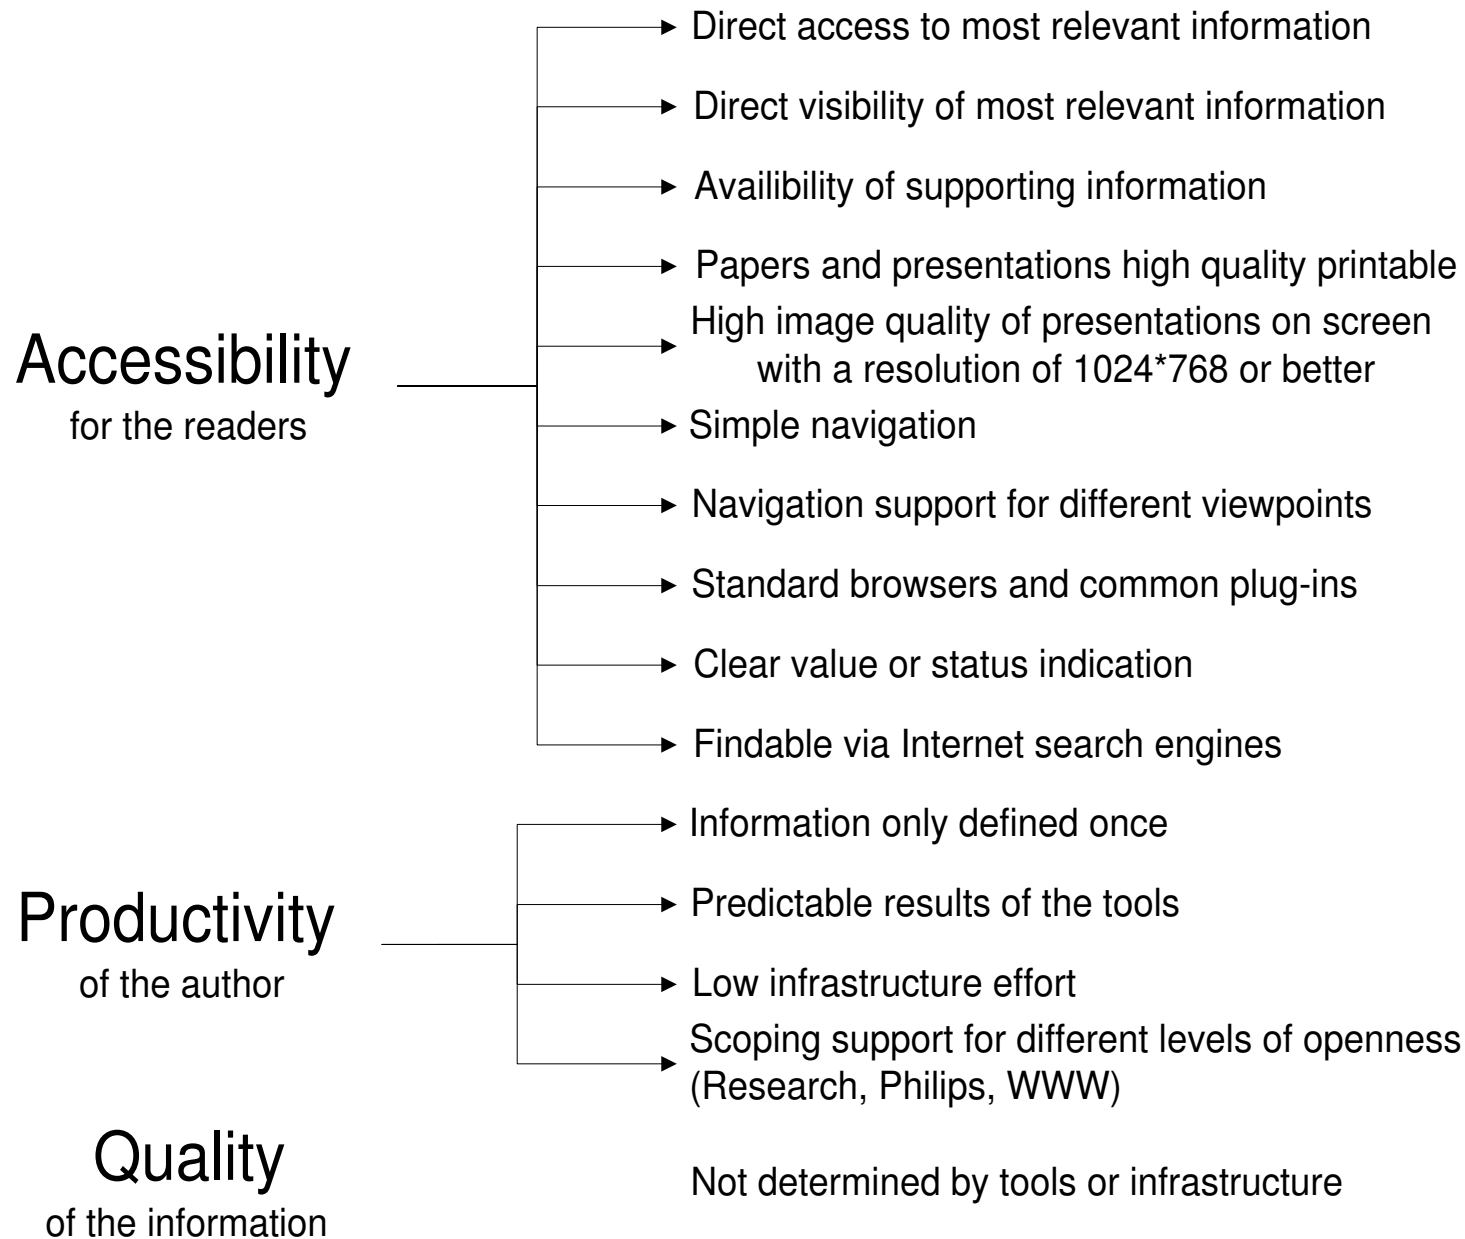 Direct access to most relevant information
Direct visibility of most relevant information
Availibility of supporting information
Papers and presentations high quality printable
High image quality of presentations on screen
with a resolution of 1024*768 or better
Accessibility
for the readers
Simple navigation
Navigation support for different viewpoints
Standard browsers and common plug-ins
Clear value or status indication
Findable via Internet search engines
Information only defined once
Productivity
of the author
Predictable results of the tools
Low infrastructure effort
Scoping support for different levels of openness
(Research, Philips, WWW)
Quality
of the information
Not determined by tools or infrastructure